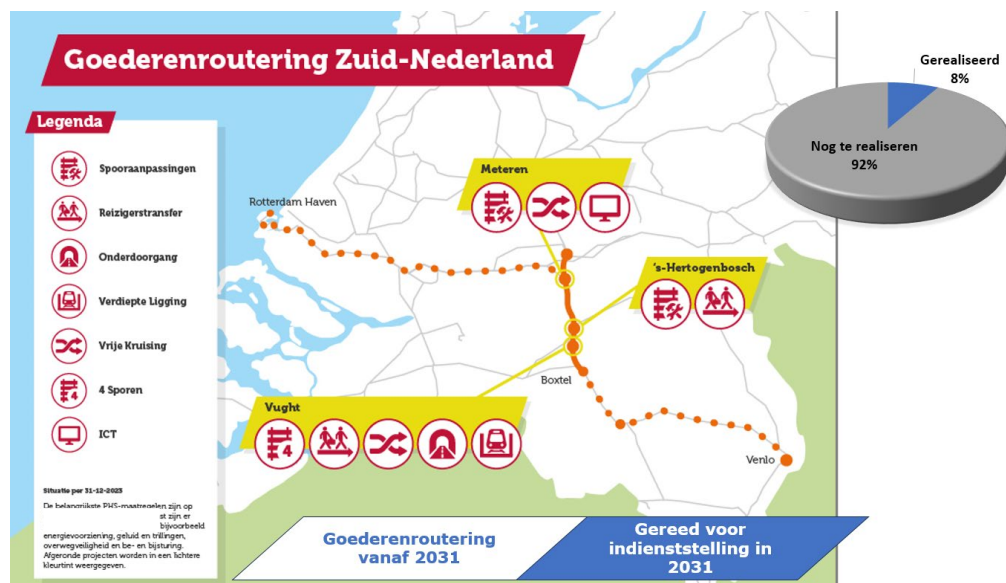 Goederenroutering Zuid-Nederland
Gerealiseerd
8%
Nog te realiseren
92%
Legenda
Spooraanpassingen
Reizigerstransfer
Onderdoorgang
Verdiepte Ligging
Vrije Kruising
4
4 Sporen
ICT
Situatie per 31-12-2023
De belangrijkste PHS-maatregelen zijn op
st zijn er
bijvoorbeeld
energievoorziening, geluid en trillingen,
overwegveiligheid en be- en bijsturing.
Afgeronde projecten worden in een lichtere
kleurtint weergegeven.
Rotterdam Haven
Meteren
's-Hertogenbosch
Boxtel
Vught
4
Venlo
Goederenroutering
vanaf 2031
Gereed voor
indienststelling in
2031